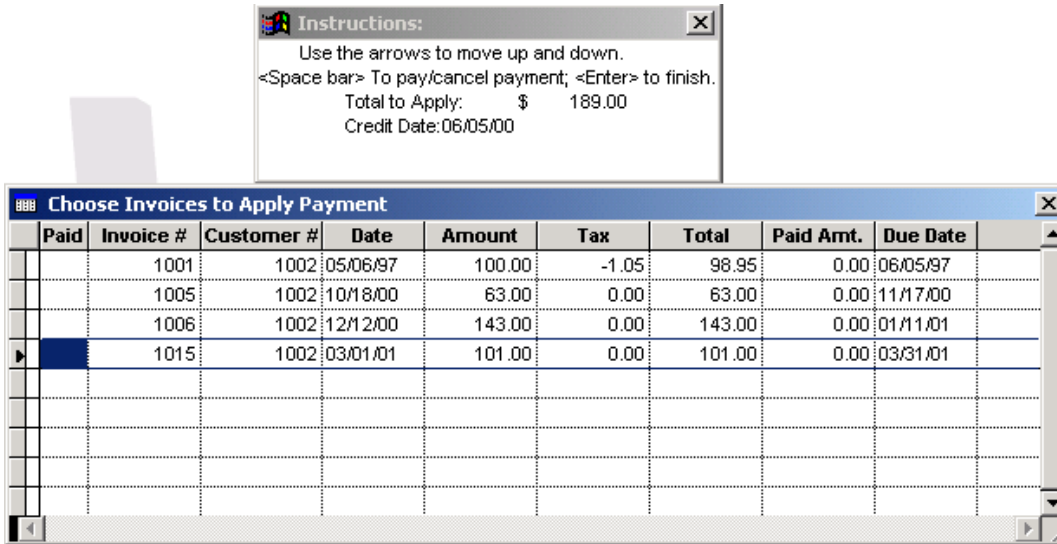 Instructions:
Use the arrows to move up and down.
<Space bar> To pay/cancel payment; <Enter> to finish.
Total to Apply: $ 189.00
Credit Date:06/05/00
Choose Invoices to Apply Payment
Paid Invoice # Customer # Date Amount Tax Total Paid Amt. Due Date
1001 1002 05/06/97 100.00 -1.05 98.95 0.00 06/05/97
1005 1002 10/18/00 63.00 0.00 63.00 0.00 11/17/00
1006 1002 12/12/00 143.00 0.00 143.00 0.00 01/11/01
1015 1002 03/01/01 101.00 0.00 101.00 0.00 03/31/01